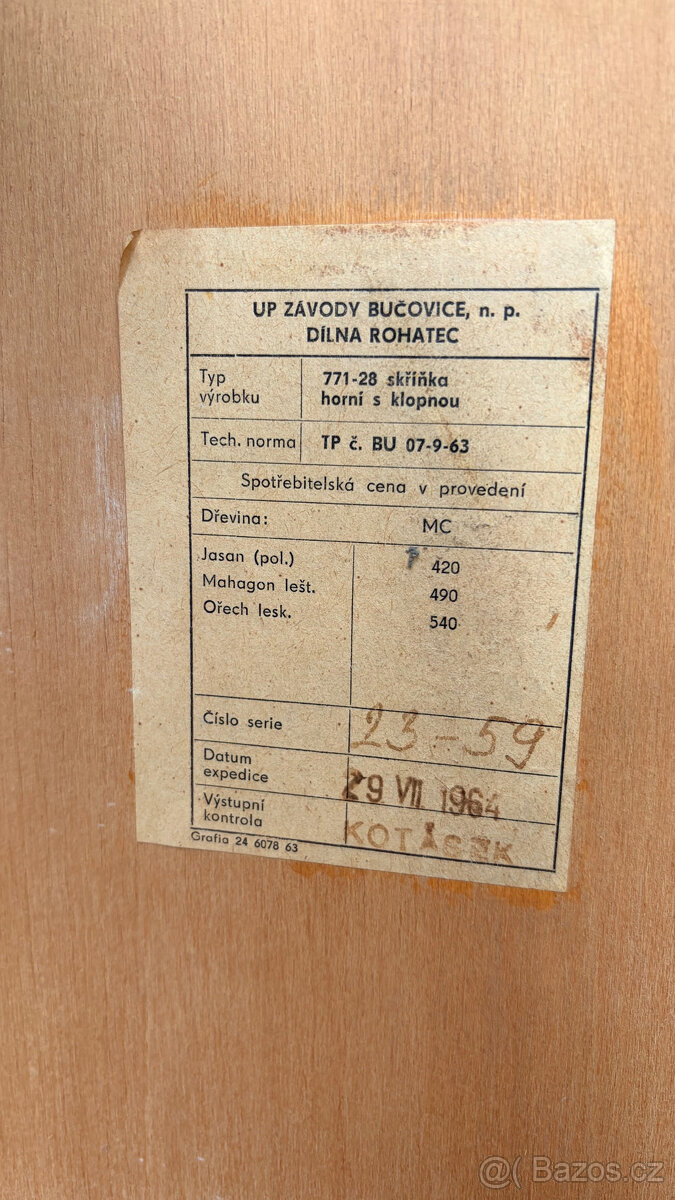 UP ZÁVODY BUČOVICE, n. p.
DÍLNA ROHATEC
Typ výrobku 771-28 skříňka horní s klopnou
Tech. norma TP č. BU 07-9-63
Spotřebitelská cena v provedení
Dřevina: MC
Jasan (pol.) 420
Mahagon lešt. 490
Ořech lesk. 540
Číslo serie 23-59
Datum expedice 29 VII 1964
Výstupní kontrola KOTÁSEK
Grafia 24 6078 63
@( Bazos.cz